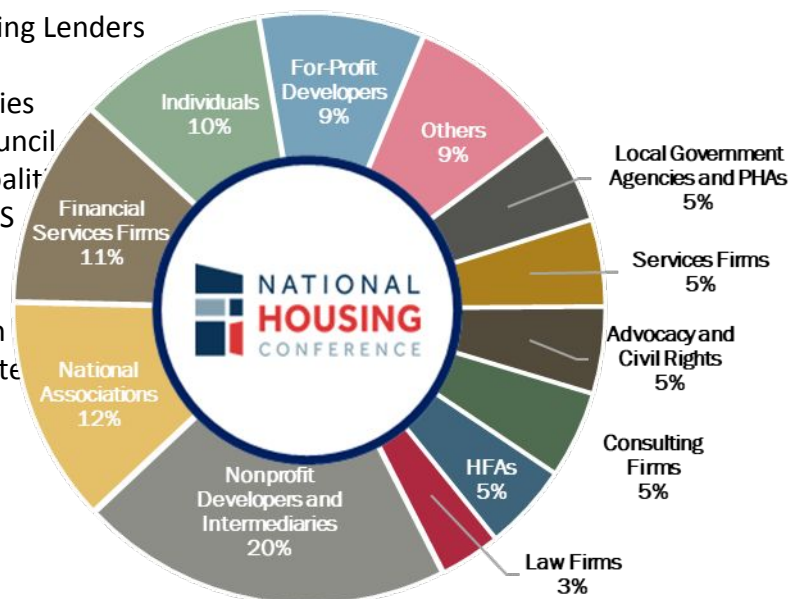 ing Lenders
ies
uncil
S
Individuals
10%
For-Profit
Developers
9%
Others
9%
Local Government
Agencies and PHAs
5%
Services Firms
5%
Advocacy and
Civil Rights
5%
Consulting
Firms
5%
HFAs
5%
Law Firms
3%
Nonprofit
Developers and
Intermediaries
20%
National
Associations
12%
Financial
Services Firms
11%
NATIONAL
HOUSING
CONFERENCE